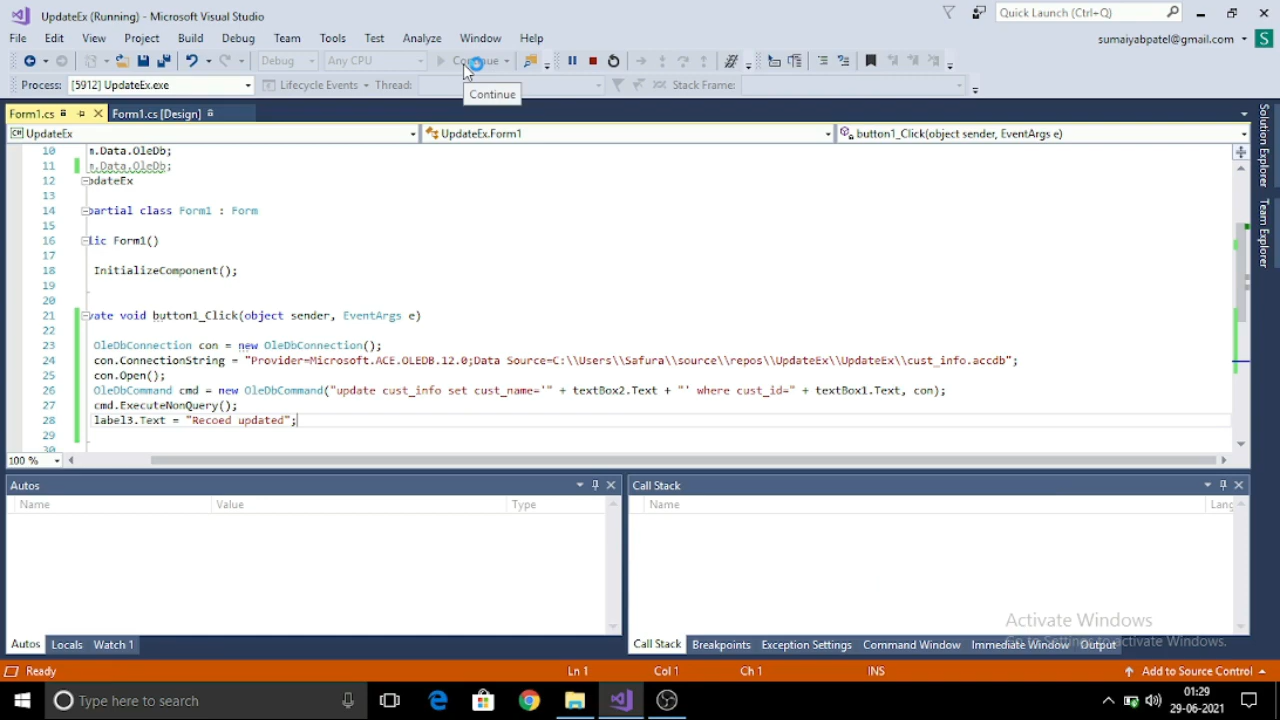 UpdateEx (Running) - Microsoft Visual Studio
Quick Launch (Ctrl+Q)
File Edit View Project Build Debug Team Tools Test Analyze Window Help
sumaiyabpatel@gmail.com S
Debug Any CPU Continue
Process: [5912] UpdateEx.exe Lifecycle Events Thread: Stack Frame:
Continue
Form1.cs Form1.cs [Design]
UpdateEx UpdateEx.Form1 button1_Click(object sender, EventArgs e)
10 m.Data.OleDb;
11 m.Data.OleDb;
12 pdateEx
13
14 partial class Form1 : Form
15
16 lic Form1()
17
18 InitializeComponent();
19
20
21 vate void button1_Click(object sender, EventArgs e)
22
23 OleDbConnection con = new OleDbConnection();
24 con.ConnectionString = "Provider=Microsoft.ACE.OLEDB.12.0;Data Source=C:\\Users\\Safura\\source\\repos\\UpdateEx\\UpdateEx\\cust_info.accdb";
25 con.Open();
26 OleDbCommand cmd = new OleDbCommand("update cust_info set cust_name='" + textBox2.Text + "' where cust_id=" + textBox1.Text, con);
27 cmd.ExecuteNonQuery();
28 label3.Text = "Recoed updated";
29
30
100 %
Solution Explorer
Team Explorer
Autos
Name Value Type
Call Stack
Name Lang
Activate Windows
Go to Settings to activate Windows.
Autos Locals Watch 1
Call Stack Breakpoints Exception Settings Command Window Immediate Window Output
Ready Ln 1 Col 1 Ch 1 INS Add to Source Control
Type here to search
01:29
29-06-2021